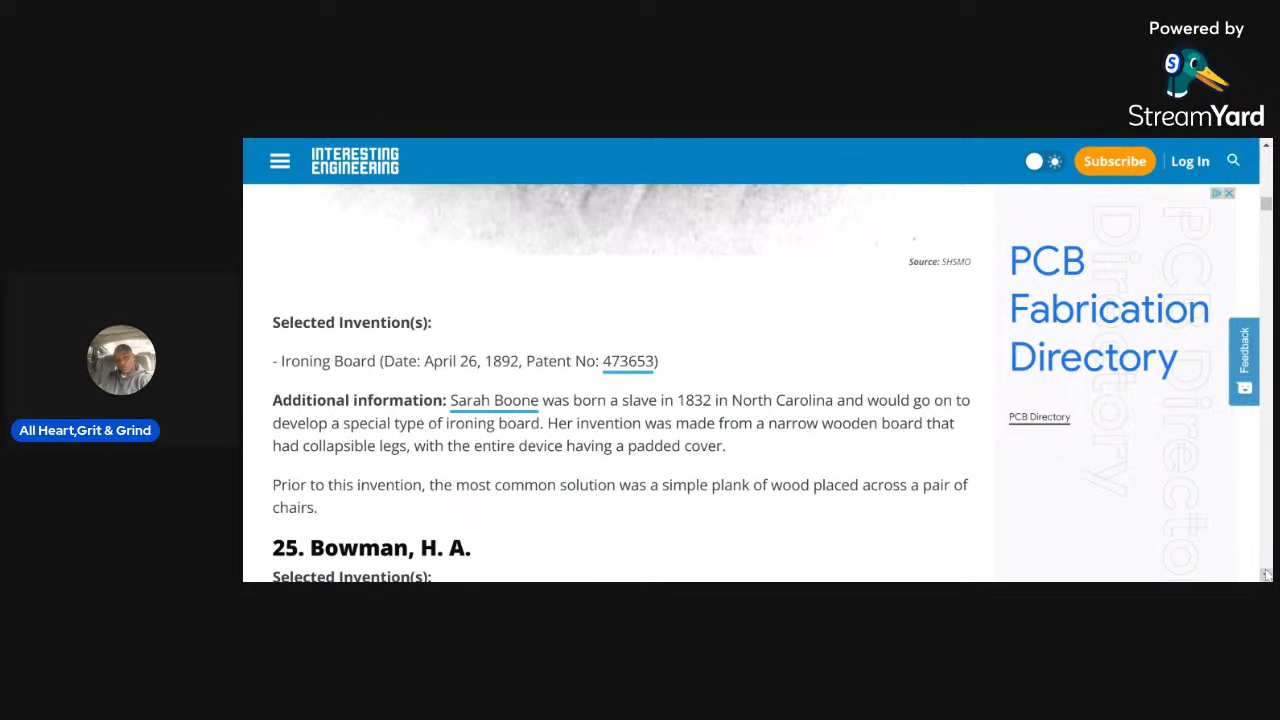 Powered by
StreamYard
INTERESTING
ENGINEERING
Subscribe
Log In
Source: SHSMO
Selected Invention(s):
- Ironing Board (Date: April 26, 1892, Patent No: 473653)
Additional information: Sarah Boone was born a slave in 1832 in North Carolina and would go on to
develop a special type of ironing board. Her invention was made from a narrow wooden board that
had collapsible legs, with the entire device having a padded cover.
Prior to this invention, the most common solution was a simple plank of wood placed across a pair of
chairs.
25. Bowman, H. A.
Selected Invention(s):
PCB
Fabrication
Directory
PCB Directory
PCB Directory
Feedback
All Heart,Grit & Grind